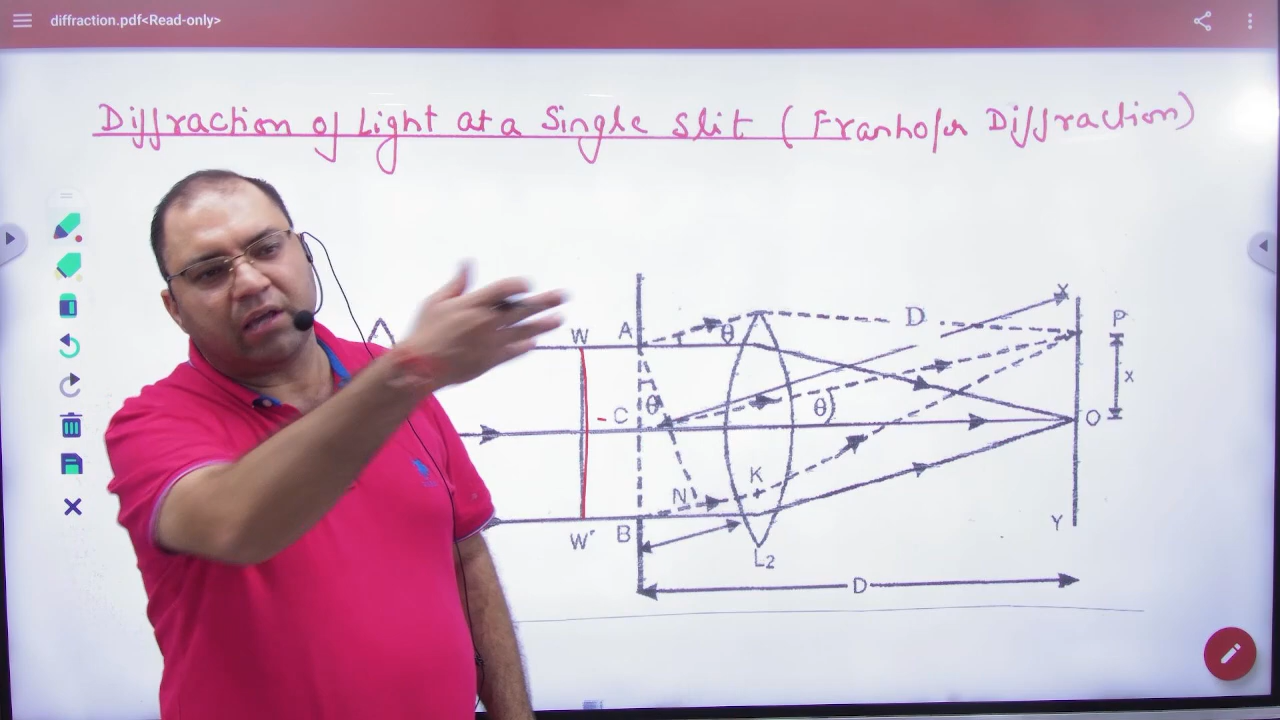 diffraction.pdf<Read-only>
Diffraction of Light at a Single Slit ( Franhofer Diffraction)
X
A θ D P
W
θ θ x
- C O
K
N
W' B Y
L2
D